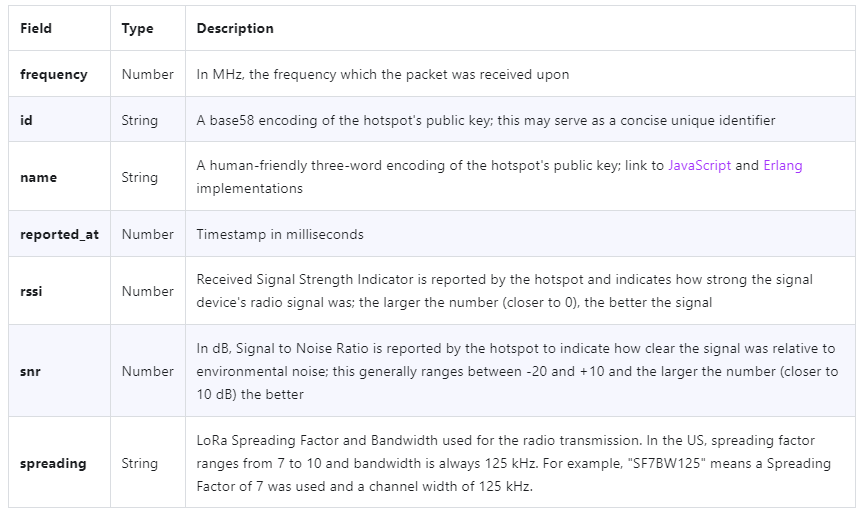 Field Type Description
frequency Number In MHz, the frequency which the packet was received upon
id String A base58 encoding of the hotspot's public key; this may serve as a concise unique identifier
name String A human-friendly three-word encoding of the hotspot's public key; link to JavaScript and Erlang
implementations
reported_at Number Timestamp in milliseconds
rssi Number Received Signal Strength Indicator is reported by the hotspot and indicates how strong the signal
device's radio signal was; the larger the number (closer to 0), the better the signal
snr Number In dB, Signal to Noise Ratio is reported by the hotspot to indicate how clear the signal was relative to
environmental noise; this generally ranges between -20 and +10 and the larger the number (closer to
10 dB) the better
spreading String LoRa Spreading Factor and Bandwidth used for the radio transmission. In the US, spreading factor
ranges from 7 to 10 and bandwidth is always 125 kHz. For example, "SF7BW125" means a Spreading
Factor of 7 was used and a channel width of 125 kHz.